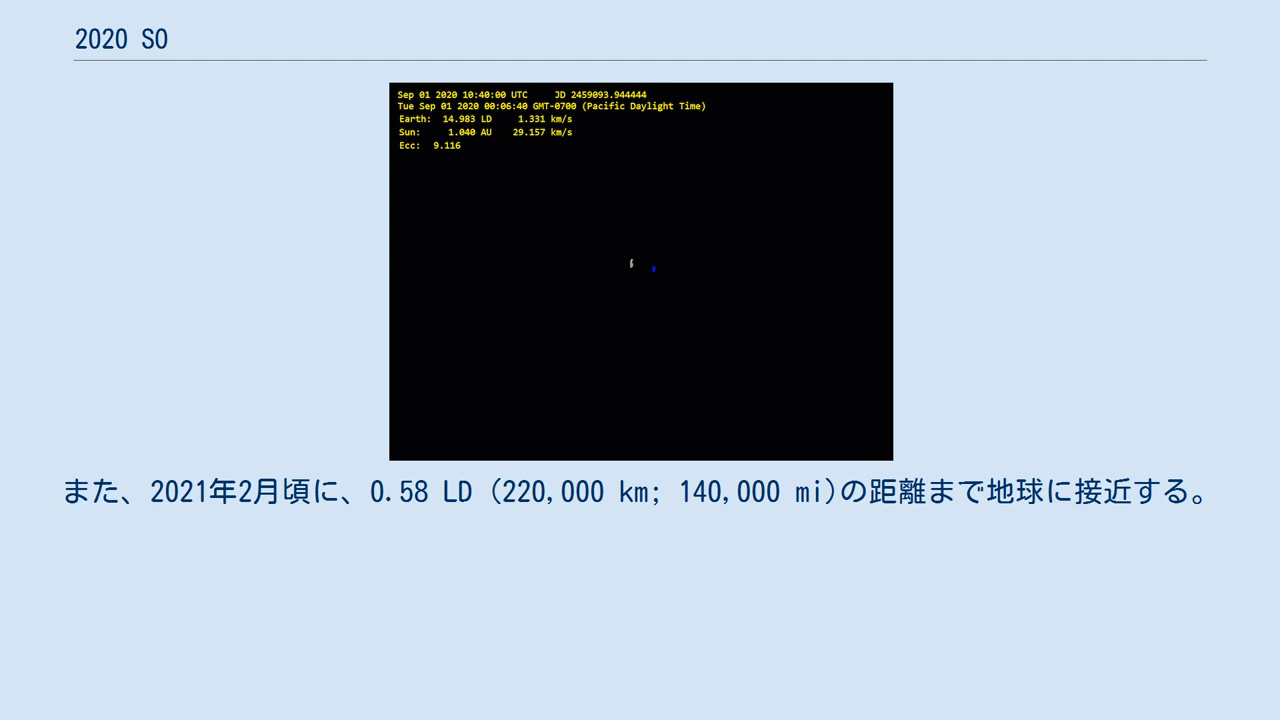 2020 SO
Sep 01 2020 10:40:00 UTC JD 2459093.944444
Tue Sep 01 2020 00:06:40 GMT-0700 (Pacific Daylight Time)
Earth: 14.983 LD 1.331 km/s
Sun: 1.040 AU 29.157 km/s
Ecc: 9.116
また、2021年2月頃に、0.58 LD (220,000 km; 140,000 mi)の距離まで地球に接近する。